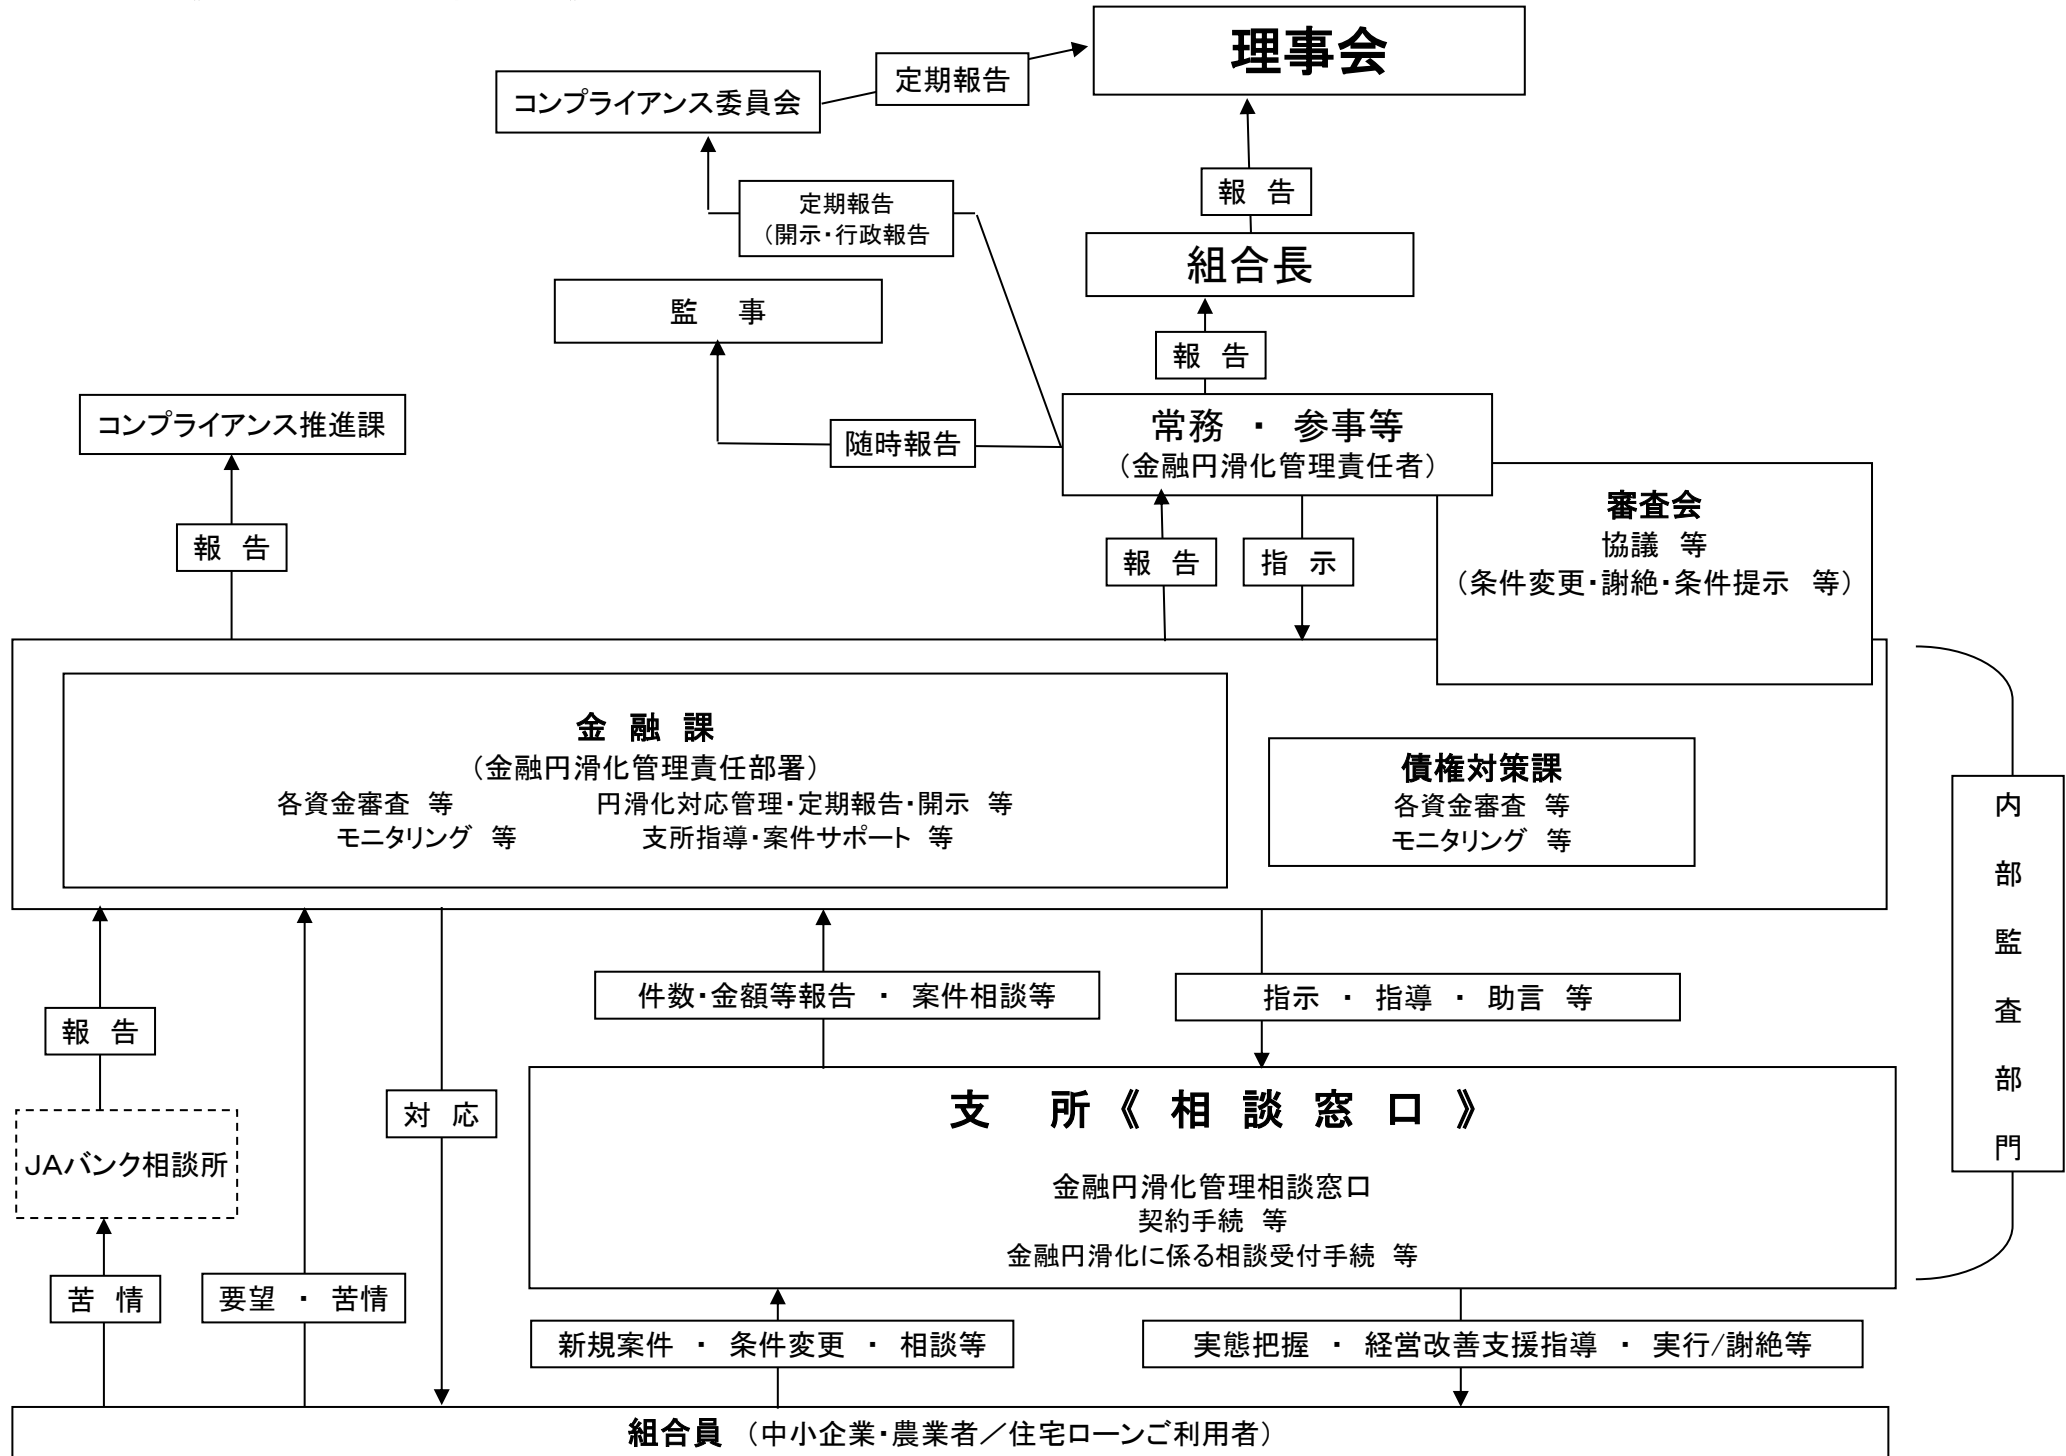 理事会
定期報告
コンプライアンス委員会
報 告
定期報告
(開示・行政報告
組合長
監 事
報 告
コンプライアンス推進課
随時報告
常務 ・ 参事等
(金融円滑化管理責任者)
審査会
協議 等
(条件変更・謝絶・条件提示 等)
報 告
報 告
指 示
金 融 課
(金融円滑化管理責任部署)
各資金審査 等 円滑化対応管理・定期報告・開示 等
モニタリング 等 支所指導・案件サポート 等
債権対策課
各資金審査 等
モニタリング 等
内
部
監
査
部
門
件数・金額等報告 ・ 案件相談等
指示 ・ 指導 ・ 助言 等
報 告
対 応
JAバンク相談所
支 所《 相 談 窓 口 》
金融円滑化管理相談窓口
契約手続 等
金融円滑化に係る相談受付手続 等
苦 情
要望 ・ 苦情
新規案件 ・ 条件変更 ・ 相談等
実態把握 ・ 経営改善支援指導 ・ 実行/謝絶等
組合員 (中小企業・農業者/住宅ローンご利用者)